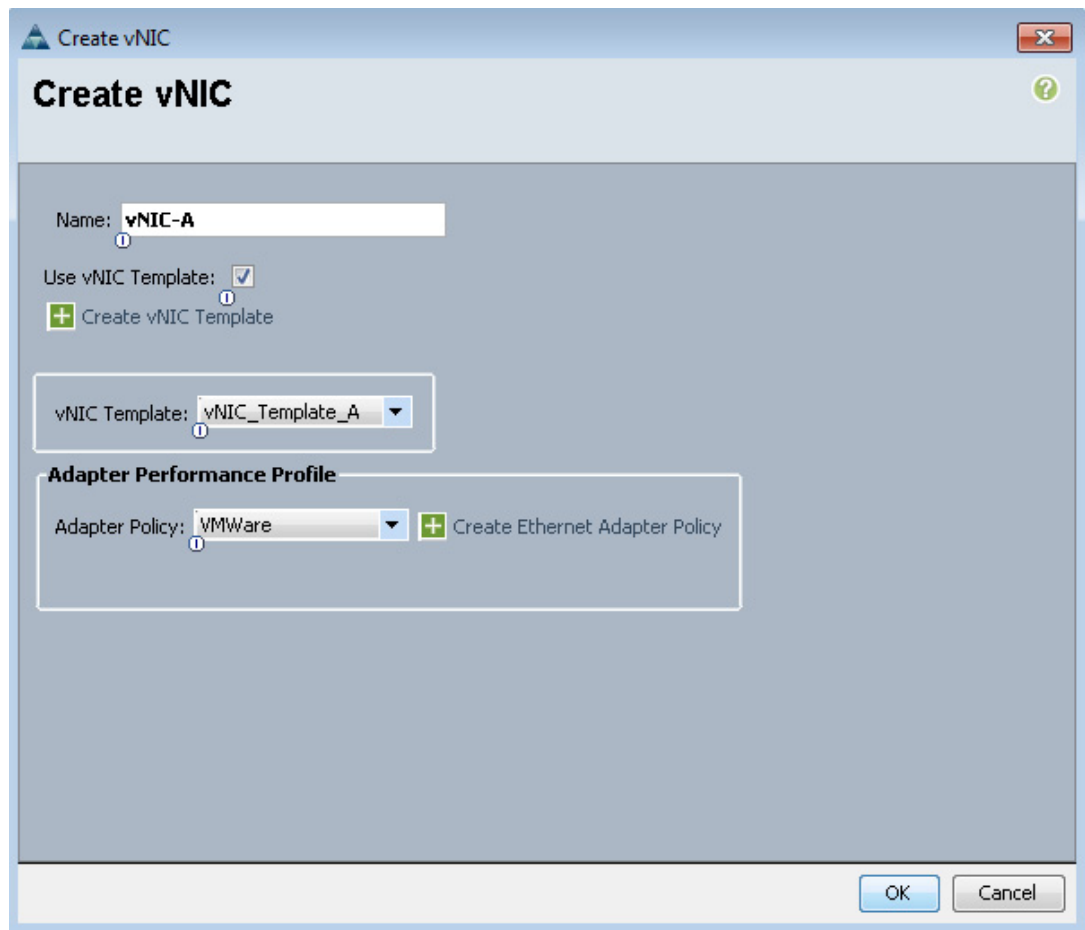 Create vNIC
Create vNIC
Name: vNIC-A
Use vNIC Template:
Create vNIC Template
vNIC Template: vNIC_Template_A
Adapter Performance Profile
Adapter Policy: VMWare Create Ethernet Adapter Policy
OK Cancel